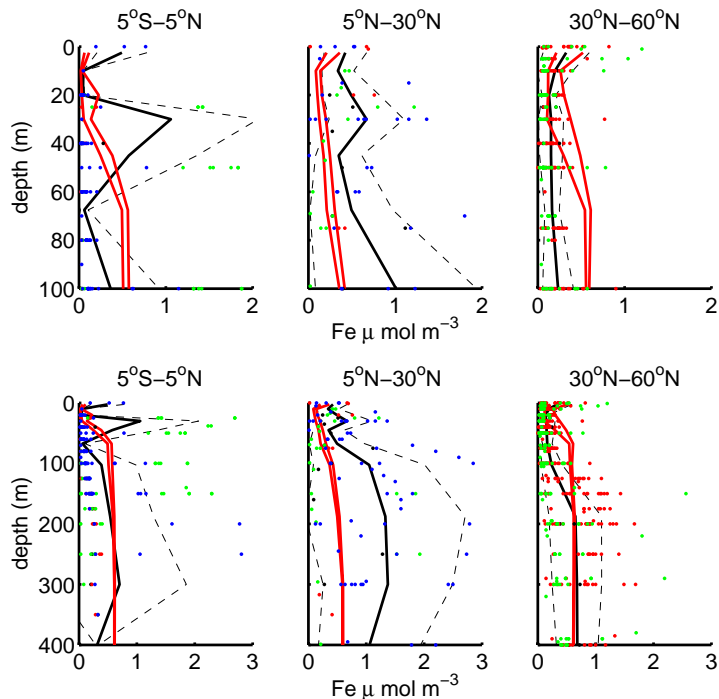 5°S−5°N 5°N−30°N 30°N−60°N
0
20
40
60
80
100
depth (m)
0 1 2 0 1 2 0 1 2
Fe μ mol m⁻³
5°S−5°N 5°N−30°N 30°N−60°N
0
100
200
300
400
depth (m)
0 1 2 3 0 1 2 3 0 1 2 3
Fe μ mol m⁻³